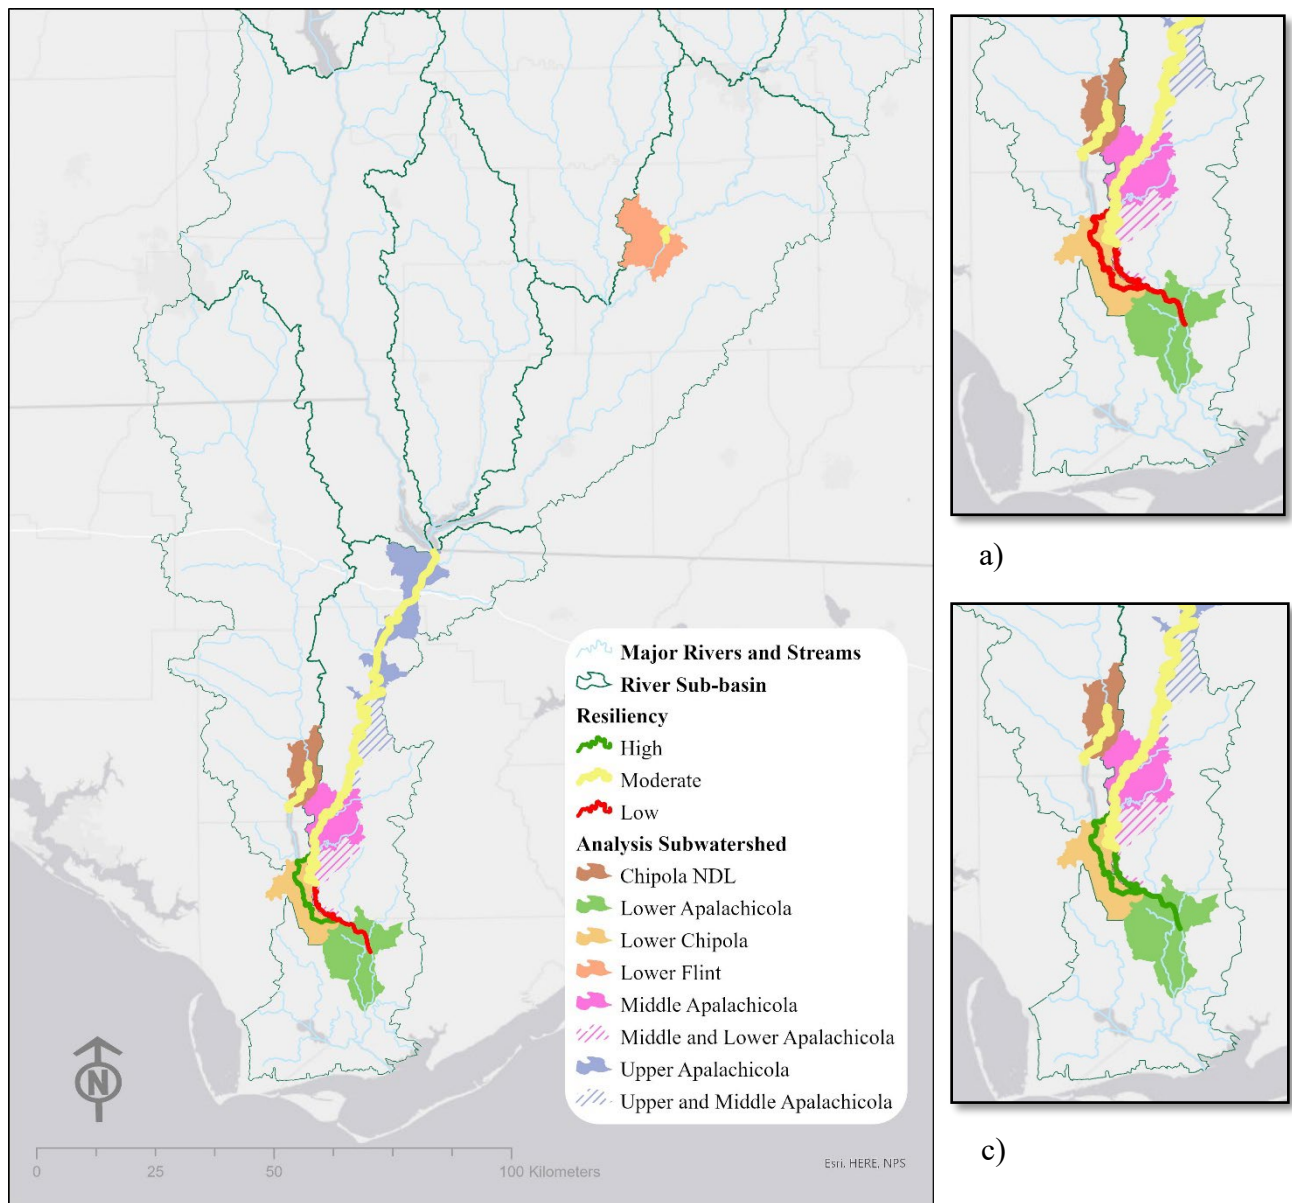 Major Rivers and Streams
River Sub-basin
Resiliency
High
Moderate
Low
Analysis Subwatershed
Chipola NDL
Lower Apalachicola
Lower Chipola
Lower Flint
Middle Apalachicola
Middle and Lower Apalachicola
Upper Apalachicola
Upper and Middle Apalachicola
N
0 25 50 100 Kilometers
Esri, HERE, NPS
a)
c)